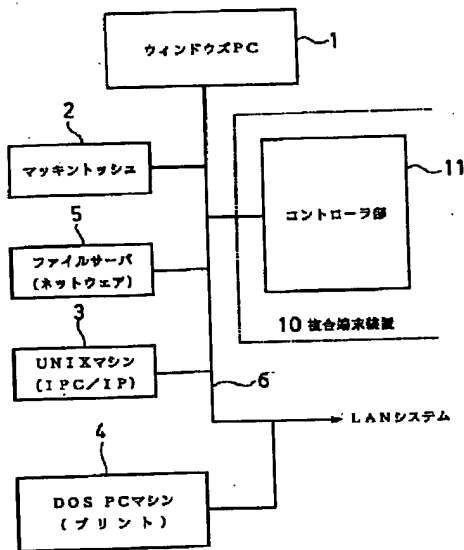 ウィンドウズPC
1
2
マッキントッシュ
11
コントローラ部
5
ファイルサーバ
(ネットウェア)
3
10 複合端末装置
UNIXマシン
(IPC/IP)
6
LANシステム
4
DOS PCマシン
(プリント)